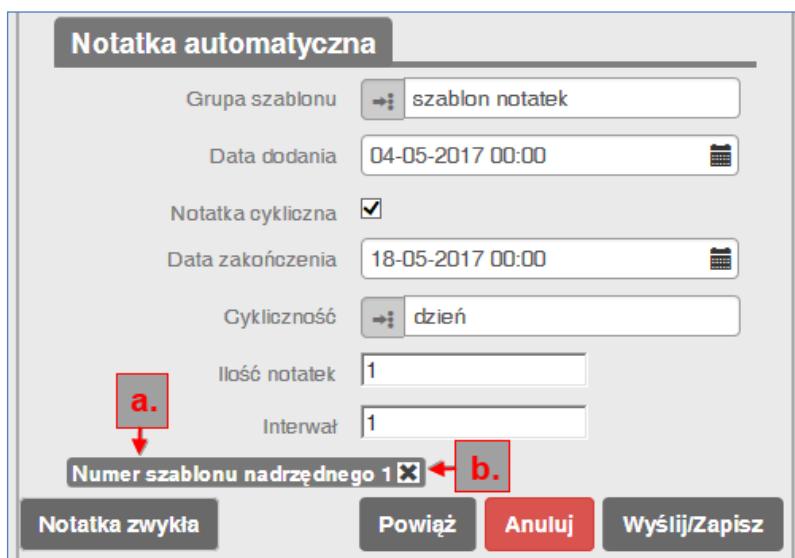 Notatka automatyczna
Grupa szablonu szablon notatek
Data dodania 04-05-2017 00:00
Notatka cykliczna
Data zakończenia 18-05-2017 00:00
Cykliczność dzień
Ilość notatek 1
a.
Interwał 1
Numer szablonu nadrzędnego 1 b.
Notatka zwykła Powiąż Anuluj Wyślij/Zapisz